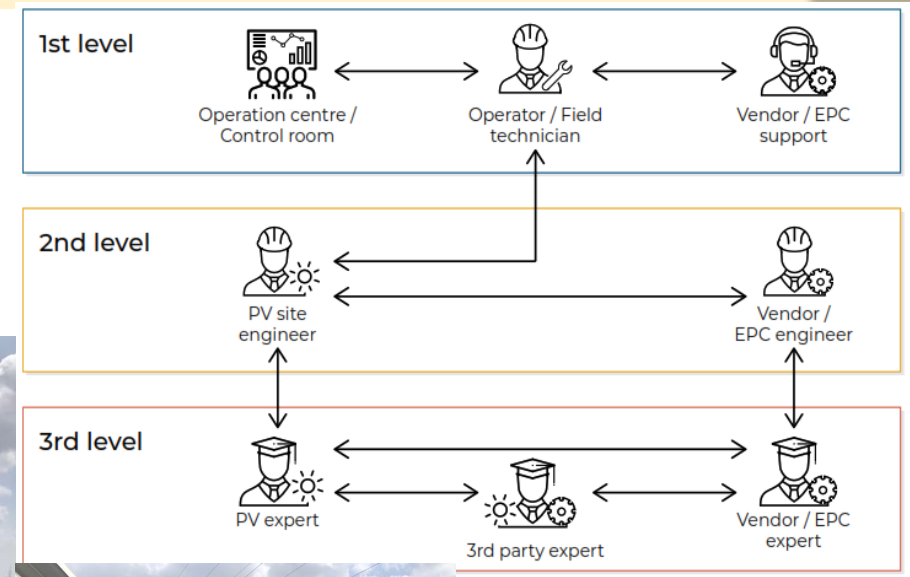 1st level
Operation centre /
Control room
Operator / Field
technician
Vendor / EPC
support
2nd level
PV site
engineer
Vendor /
EPC engineer
3rd level
PV expert
3rd party expert
Vendor / EPC
expert